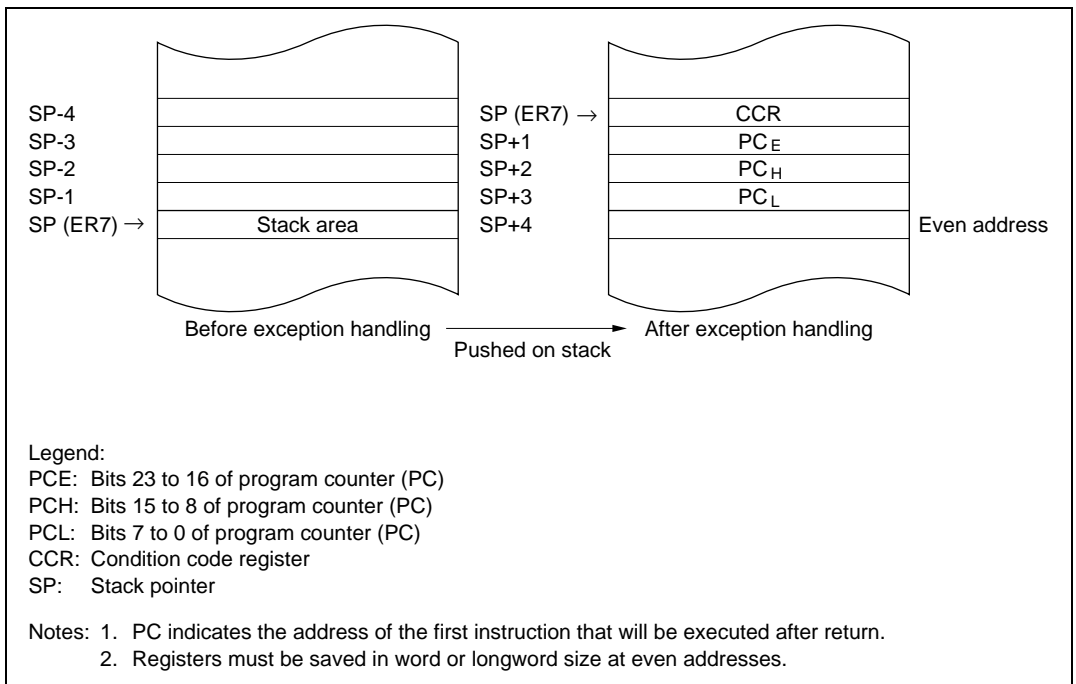 SP-4
SP-3
SP-2
SP-1
SP (ER7) →
Stack area
SP (ER7) →
SP+1
SP+2
SP+3
SP+4
CCR
PC E
PC H
PC L
Even address
Before exception handling
Pushed on stack
After exception handling
Legend:
PCE: Bits 23 to 16 of program counter (PC)
PCH: Bits 15 to 8 of program counter (PC)
PCL: Bits 7 to 0 of program counter (PC)
CCR: Condition code register
SP: Stack pointer
Notes: 1. PC indicates the address of the first instruction that will be executed after return.
2. Registers must be saved in word or longword size at even addresses.